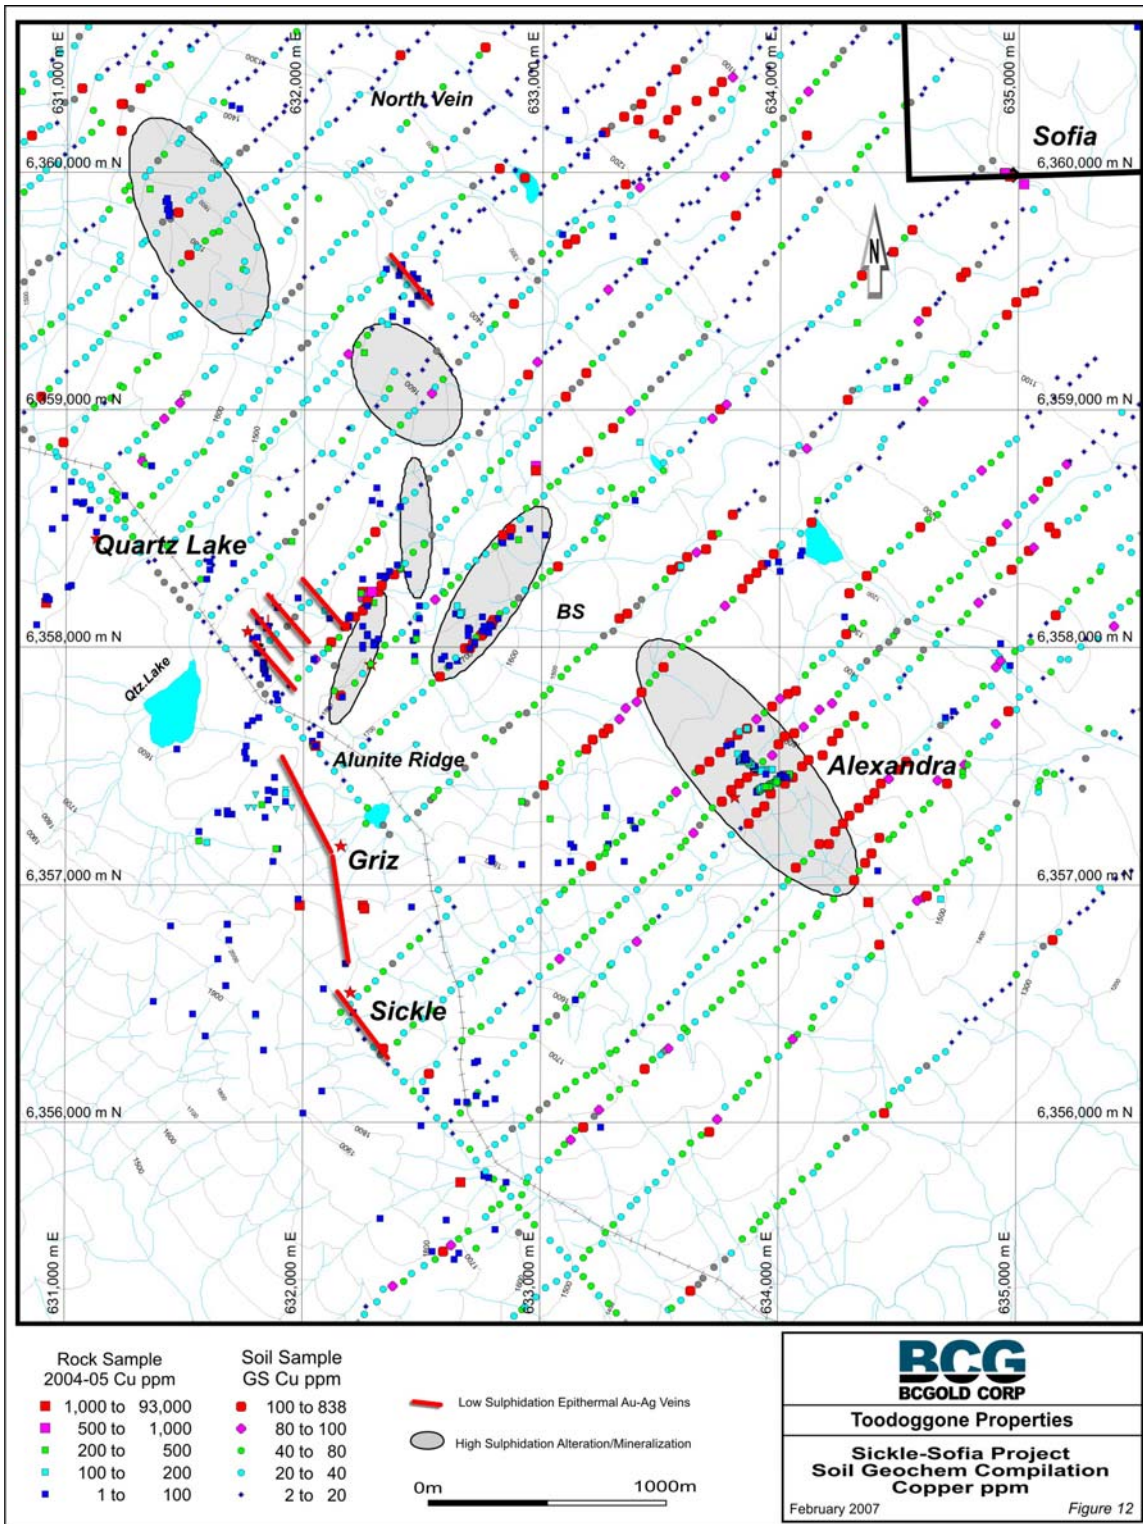 631,000 m E
632,000 m E
633,000 m E
634,000 m E
635,000 m E
North Vein
Sofia
6,360,000 m N
6,360,000 m N
N
6,359,000 m N
6,359,000 m N
Quartz Lake
BS
6,358,000 m N
6,358,000 m N
Qtz.Lake
Alunite Ridge
Alexandra
Griz
6,357,000 m N
6,357,000 m N
Sickle
6,356,000 m N
6,356,000 m N
631,000 m E
632,000 m E
633,000 m E
634,000 m E
635,000 m E
Rock Sample
2004-05 Cu ppm
1,000 to 93,000
500 to 1,000
200 to 500
100 to 200
1 to 100
Soil Sample
GS Cu ppm
100 to 838
80 to 100
40 to 80
20 to 40
2 to 20
Low Sulphidation Epithermal Au-Ag Veins
High Sulphidation Alteration/Mineralization
0m 1000m
BCG
BCGOLD CORP
Toodoggone Properties
Sickle-Sofia Project
Soil Geochem Compilation
Copper ppm
February 2007 Figure 12